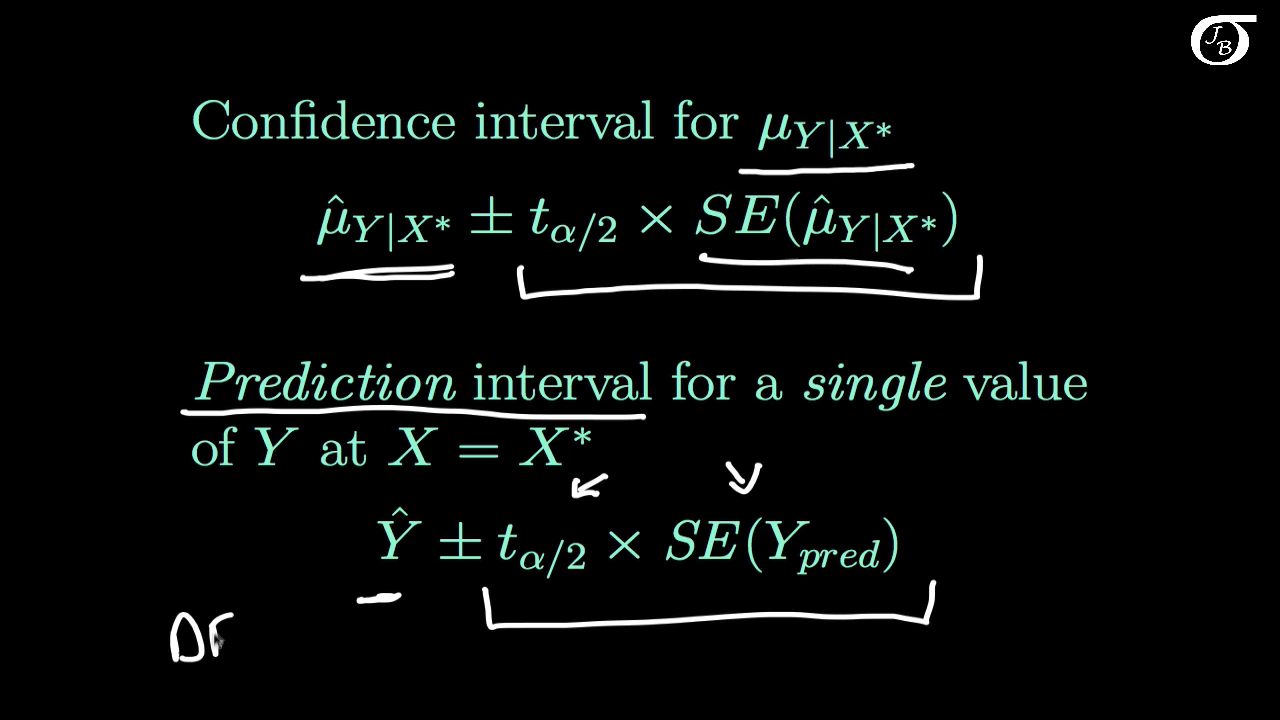 J B
Confidence interval for μ_{Y|X*}
μ̂_{Y|X*} ± t_{α/2} × SE(μ̂_{Y|X*})
Prediction interval for a single value
of Y at X = X*
Ŷ ± t_{α/2} × SE(Y_{pred})
DF